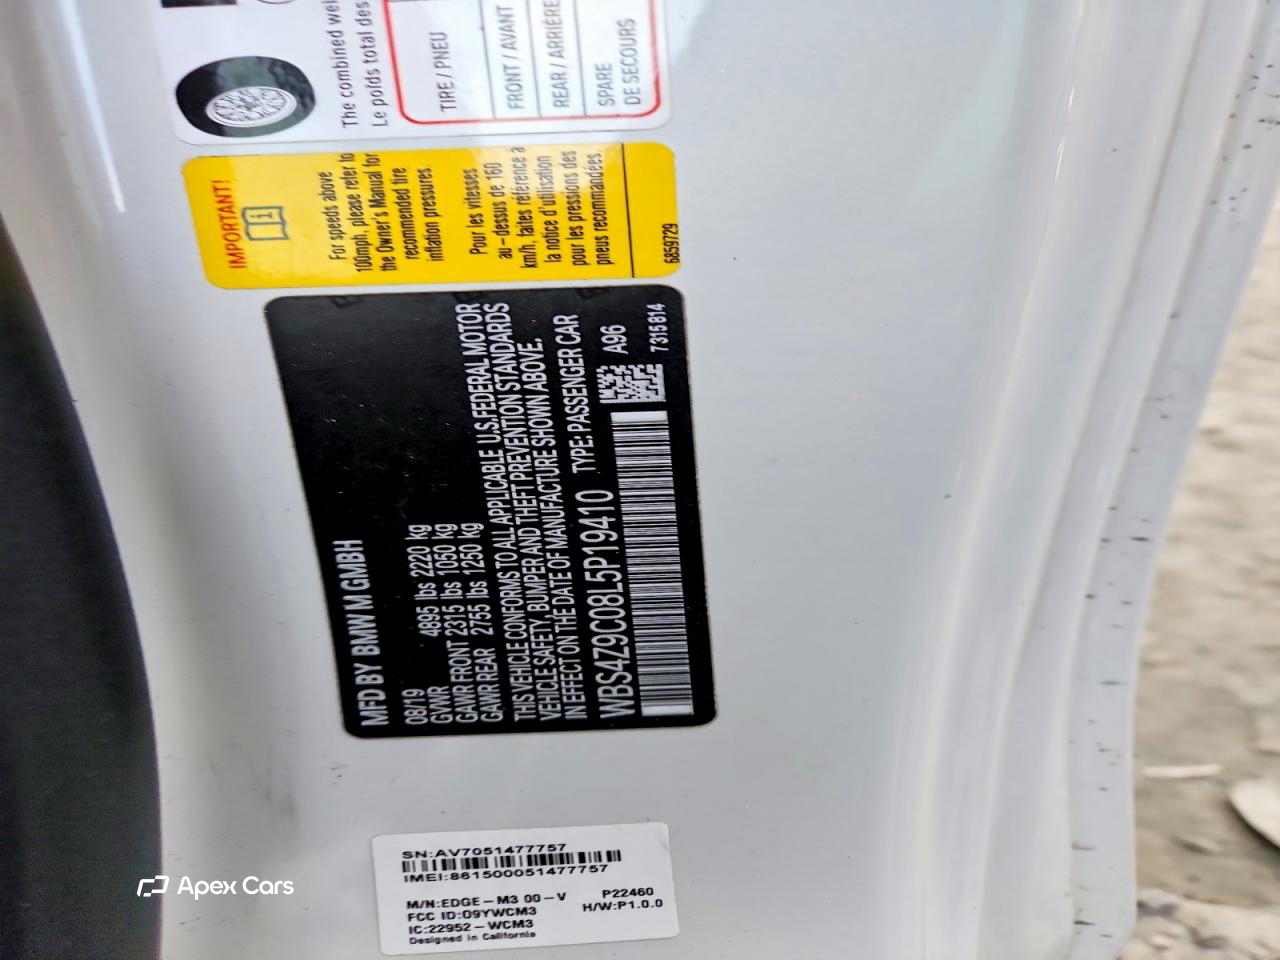 The combined wei
Le poids total des
TIRE / PNEU
FRONT / AVANT
REAR / ARRIÈRE
SPARE
DE SECOURS
IMPORTANT!
For speeds above
100mph, please refer to
the Owner's Manual for
recommended tire
inflation pressures.
Pour les vitesses
au-dessus de 160
km/h, faites référence à
la notice d'utilisation
pour les pressions des
pneus recommandées.
6859729
MFD BY BMW M GMBH
08/19
GVWR 4895 lbs 2220 kg
GAWR FRONT 2315 lbs 1050 kg
GAWR REAR 2755 lbs 1250 kg
THIS VEHICLE CONFORMS TO ALL APPLICABLE U.S.FEDERAL MOTOR
VEHICLE SAFETY, BUMPER AND THEFT PREVENTION STANDARDS
IN EFFECT ON THE DATE OF MANUFACTURE SHOWN ABOVE.
WBS4Z9C08L5P19410 TYPE: PASSENGER CAR
A96
7315814
SN:AV7051477757
IMEI:861500051477757
M/N:EDGE-M3 00-V P22460
FCC ID:O9YWCM3 H/W:P1.0.0
IC:22952-WCM3
Designed in California
Apex Cars